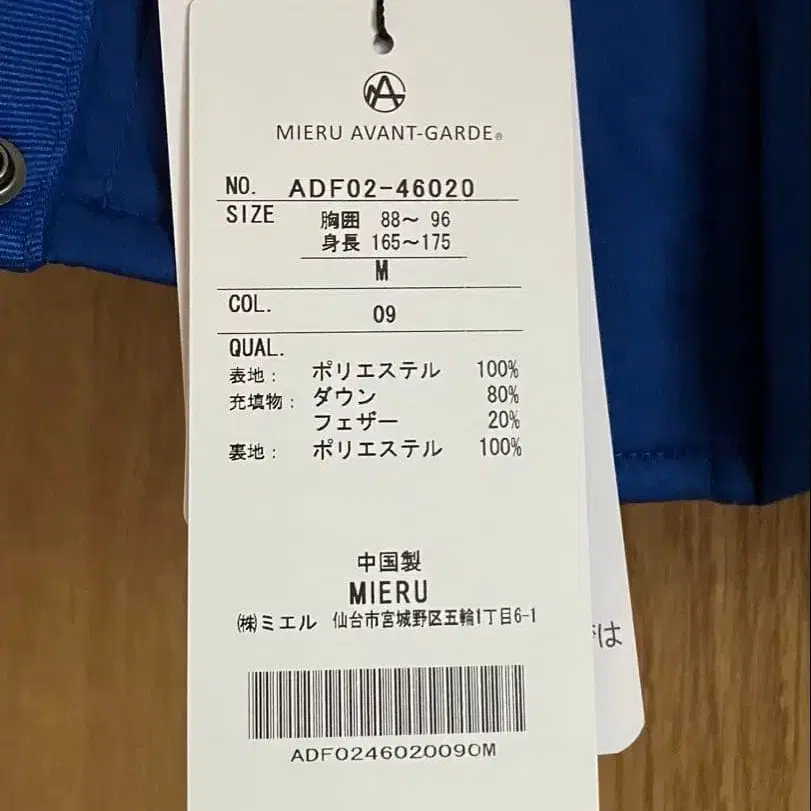 MIERU AVANT-GARDE®
NO. ADF02-46020
SIZE 胸囲 88～ 96
身長 165～175
M
COL. 09
QUAL.
表地： ポリエステル 100%
充填物： ダウン 80%
フェザー 20%
裏地： ポリエステル 100%
中国製
MIERU
㈱ミエル 仙台市宮城野区五輪1丁目6-1
は
ADF0246020090M